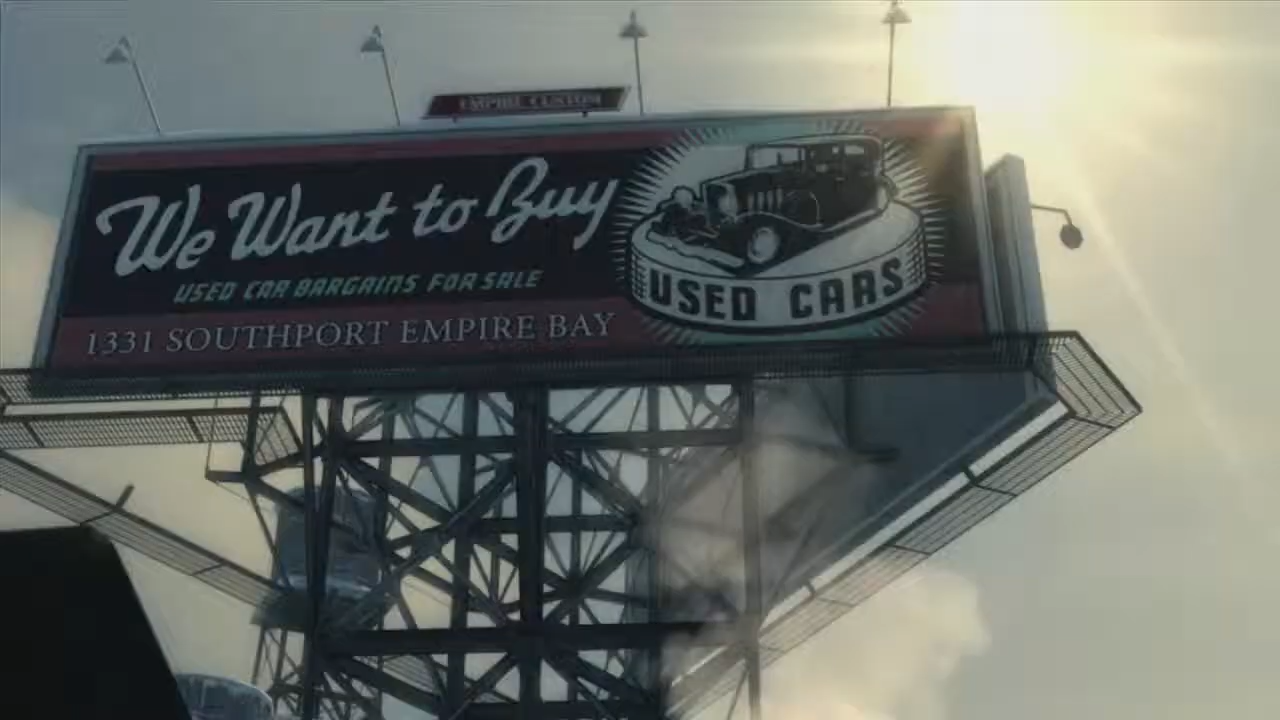 EMPIRE CUSTOM
We Want to Buy
USED CAR BARGAINS FOR SALE
1331 SOUTHPORT EMPIRE BAY
USED CARS